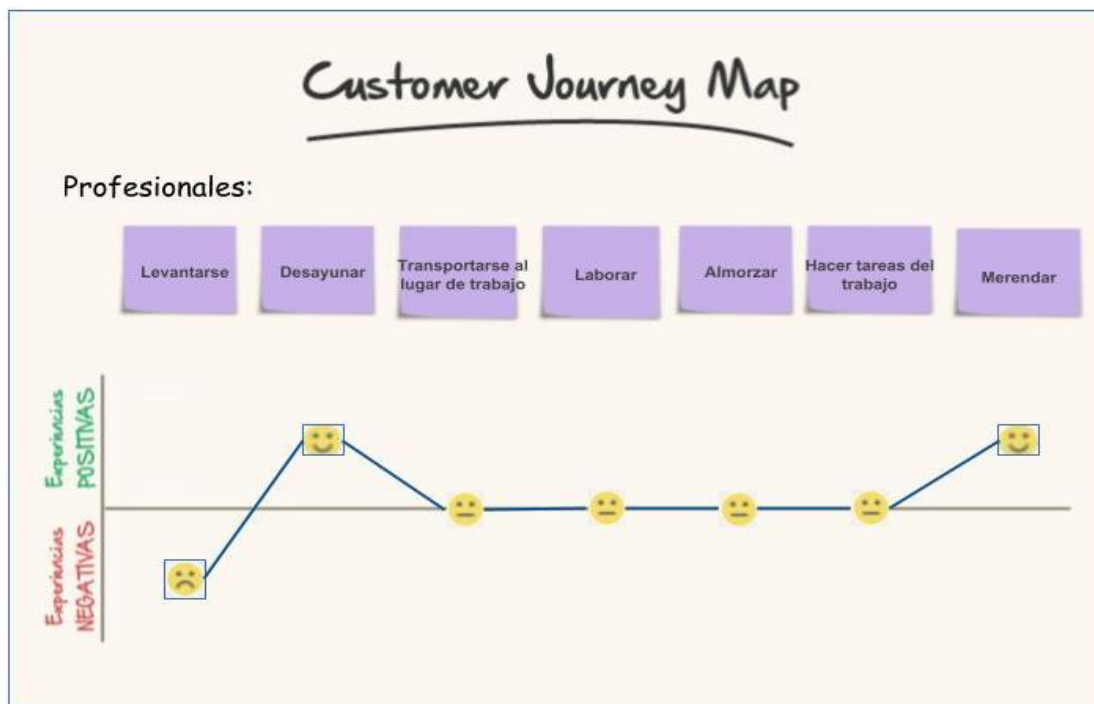 Customer Journey Map
Profesionales:
Levantarse
Desayunar
Transportarse al
lugar de trabajo
Laborar
Almorzar
Hacer tareas del
trabajo
Merendar
Experiencias
POSITIVAS
Experiencias
NEGATIVAS